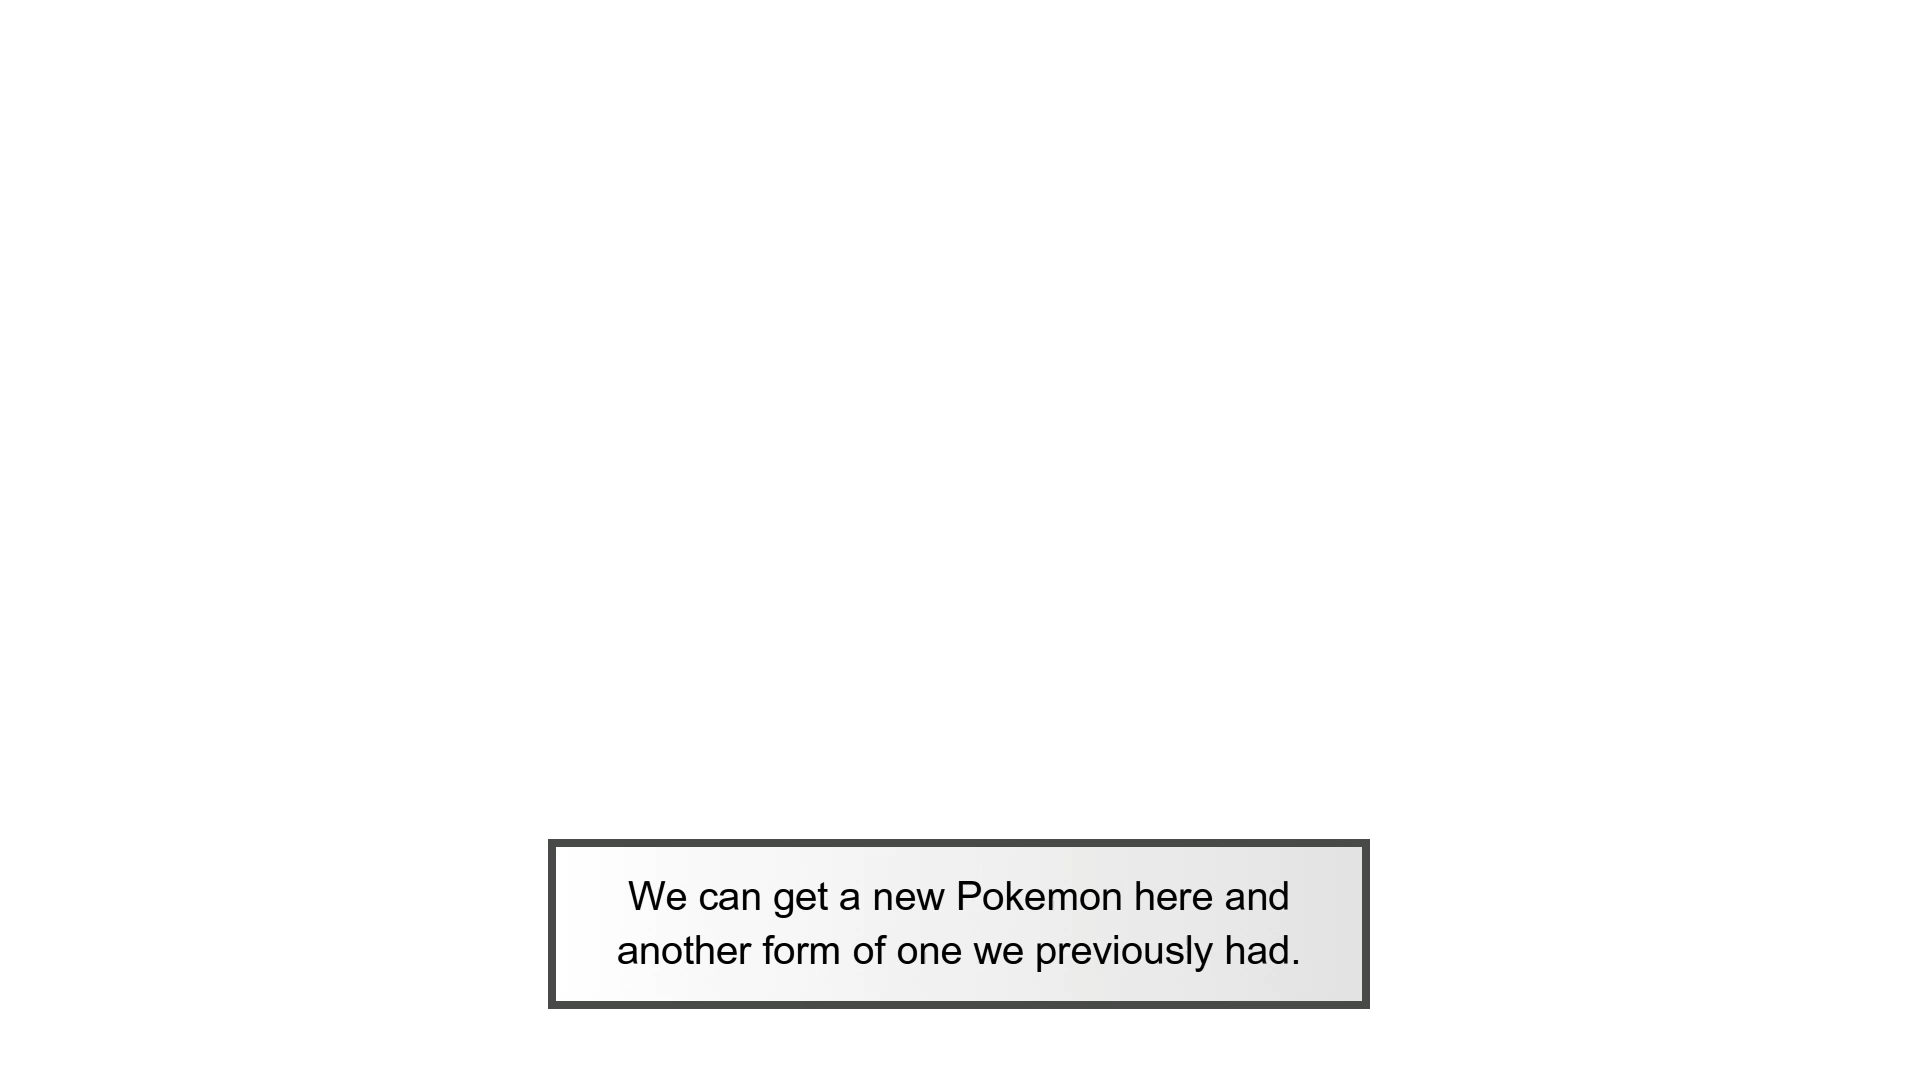 We can get a new Pokemon here and
another form of one we previously had.